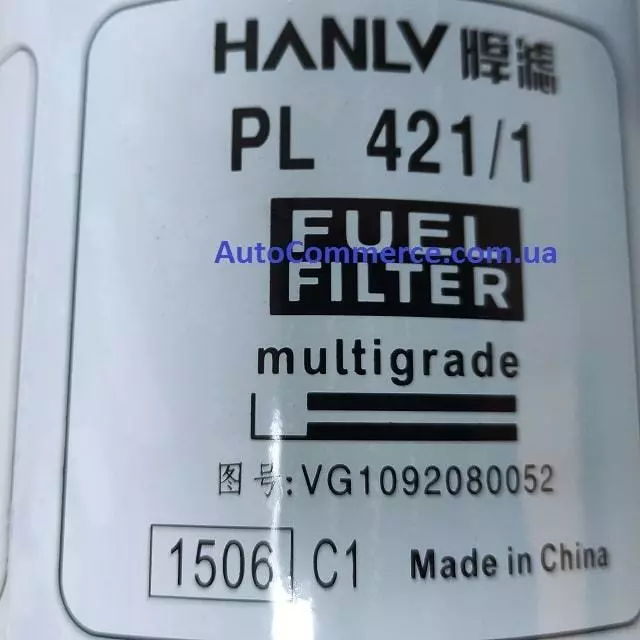 HANLV 焊滤
PL 421/1
FUEL
AutoCommerce.com.ua
FILTER
multigrade
图号:VG1092080052
1506 C1 Made in China